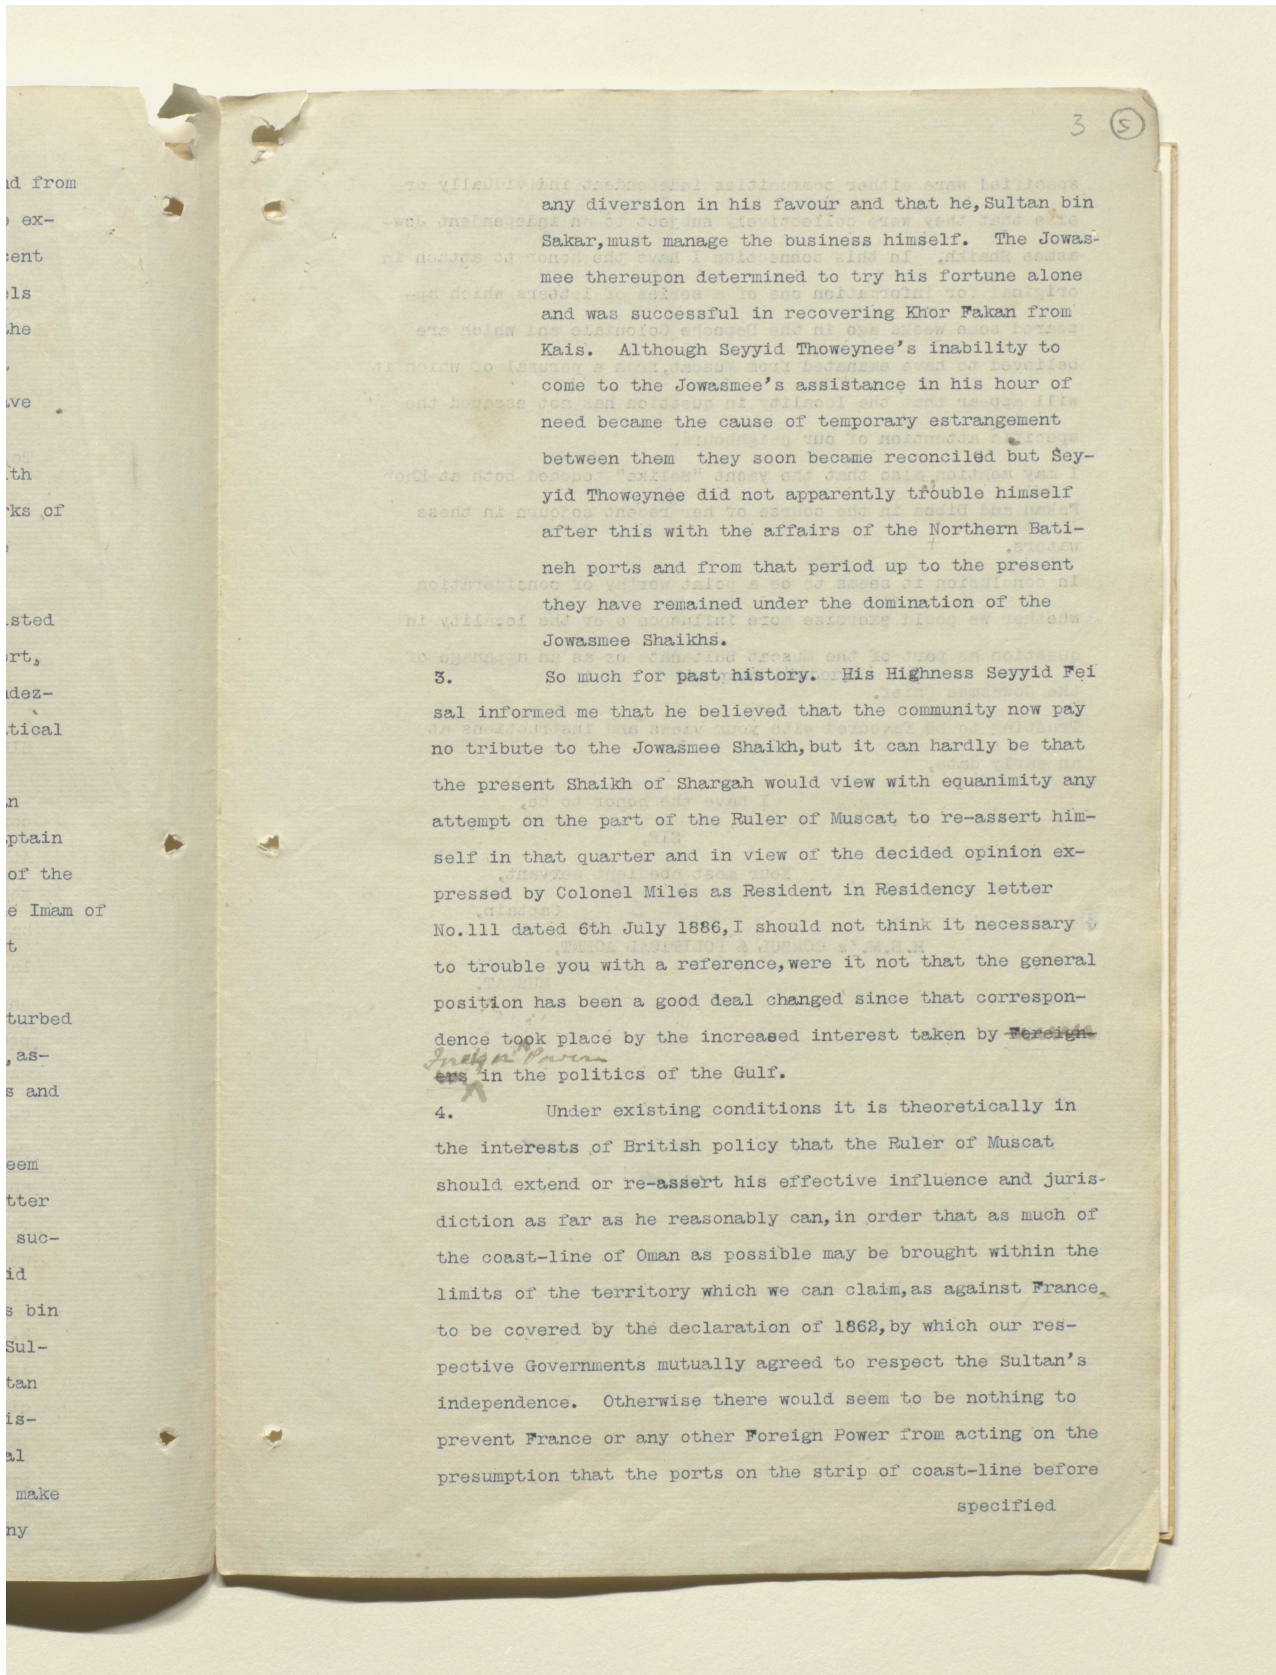 3 5
nd from
ex-
cent
els
the
ave
ith
rks of
isted
ort,
ndez-
itical
an
aptain
of the
e Imam of
t
turbed
,as-
s and
eem
tter
suc-
id
s bin
Sul-
tan
is-
al
make
ny
any diversion in his favour and that he,Sultan bin
Sakar,must manage the business himself. The Jowas-
mee thereupon determined to try his fortune alone
and was successful in recovering Khor Fakan from
Kais. Although Seyyid Thoweynee's inability to
come to the Jowasmee's assistance in his hour of
need became the cause of temporary estrangement
between them they soon became reconciled but Sey-
yid Thoweynee did not apparently trouble himself
after this with the affairs of the Northern Bati-
neh ports and from that period up to the present
they have remained under the domination of the
Jowasmee Shaikhs.
3. So much for past history. His Highness Seyyid Fei
sal informed me that he believed that the community now pay
no tribute to the Jowasmee Shaikh,but it can hardly be that
the present Shaikh of Shargah would view with equanimity any
attempt on the part of the Ruler of Muscat to re-assert him-
self in that quarter and in view of the decided opinion ex-
pressed by Colonel Miles as Resident in Residency letter
No.111 dated 6th July 1886,I should not think it necessary
to trouble you with a reference,were it not that the general
position has been a good deal changed since that correspon-
dence took place by the increased interest taken by Foreign-
Foreign Powers
ers in the politics of the Gulf.
4. Under existing conditions it is theoretically in
the interests of British policy that the Ruler of Muscat
should extend or re-assert his effective influence and juris-
diction as far as he reasonably can,in order that as much of
the coast-line of Oman as possible may be brought within the
limits of the territory which we can claim,as against France,
to be covered by the declaration of 1862,by which our res-
pective Governments mutually agreed to respect the Sultan's
independence. Otherwise there would seem to be nothing to
prevent France or any other Foreign Power from acting on the
presumption that the ports on the strip of coast-line before
specified